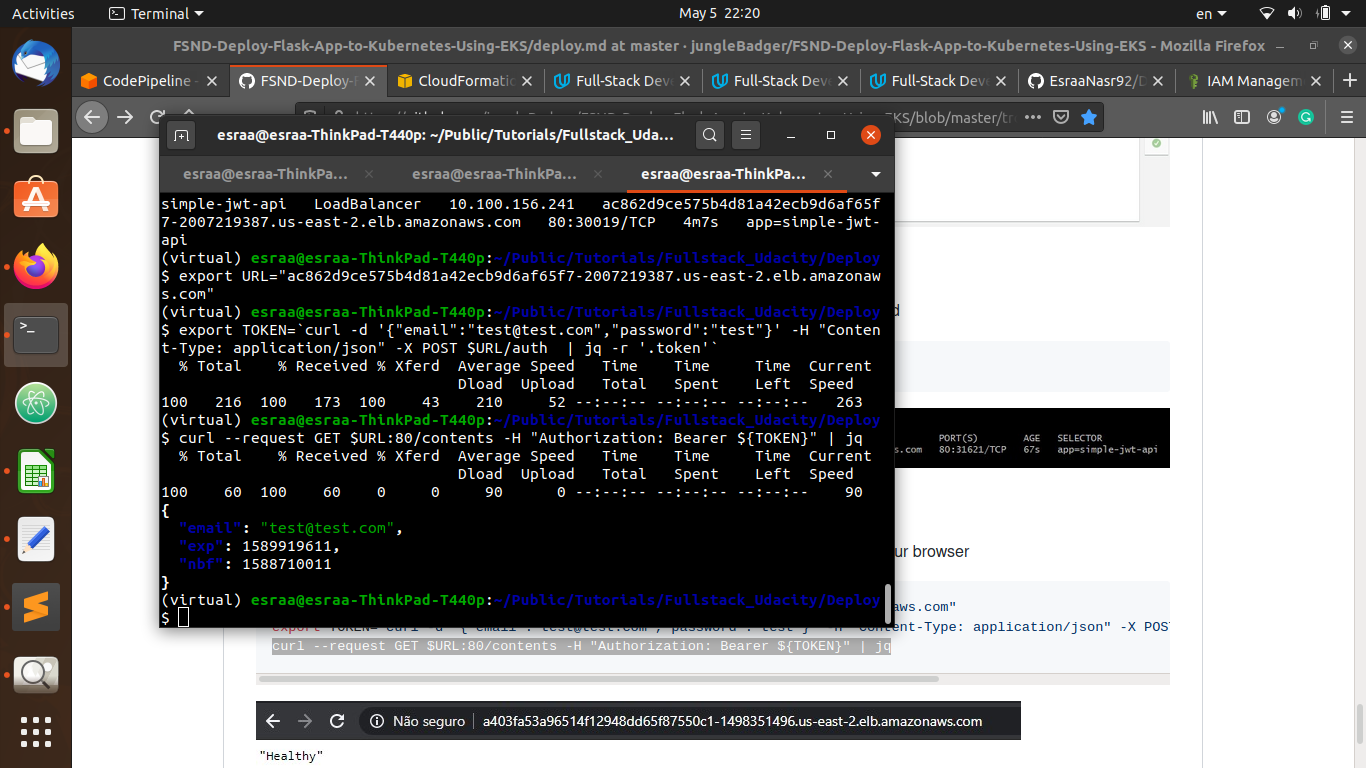 Activities
Terminal
May 5 22:20
en
FSND-Deploy-Flask-App-to-Kubernetes-Using-EKS/deploy.md at master · jungleBadger/FSND-Deploy-Flask-App-to-Kubernetes-Using-EKS - Mozilla Firefox
CodePipeline -
FSND-Deploy-F
CloudFormatio
Full-Stack Deve
Full-Stack Deve
Full-Stack Deve
EsraaNasr92/D
IAM Managem
EKS/blob/master/tr
esraa@esraa-ThinkPad-T440p: ~/Public/Tutorials/Fullstack_Uda...
esraa@esraa-ThinkPa...
esraa@esraa-ThinkPa...
esraa@esraa-ThinkPa...
simple-jwt-api LoadBalancer 10.100.156.241 ac862d9ce575b4d81a42ecb9d6af65f
7-2007219387.us-east-2.elb.amazonaws.com 80:30019/TCP 4m7s app=simple-jwt-
api
(virtual) esraa@esraa-ThinkPad-T440p:~/Public/Tutorials/Fullstack_Udacity/Deploy
$ export URL="ac862d9ce575b4d81a42ecb9d6af65f7-2007219387.us-east-2.elb.amazonaw
s.com"
(virtual) esraa@esraa-ThinkPad-T440p:~/Public/Tutorials/Fullstack_Udacity/Deploy
$ export TOKEN=`curl -d '{"email":"test@test.com","password":"test"}' -H "Conten
t-Type: application/json" -X POST $URL/auth | jq -r '.token'`
% Total % Received % Xferd Average Speed Time Time Time Current
Dload Upload Total Spent Left Speed
100 216 100 173 100 43 210 52 --:--:-- --:--:-- --:--:-- 263
(virtual) esraa@esraa-ThinkPad-T440p:~/Public/Tutorials/Fullstack_Udacity/Deploy
$ curl --request GET $URL:80/contents -H "Authorization: Bearer ${TOKEN}" | jq
% Total % Received % Xferd Average Speed Time Time Time Current
Dload Upload Total Spent Left Speed
100 60 100 60 0 0 90 0 --:--:-- --:--:-- --:--:-- 90
{
"email": "test@test.com",
"exp": 1589919611,
"nbf": 1588710011
}
(virtual) esraa@esraa-ThinkPad-T440p:~/Public/Tutorials/Fullstack_Udacity/Deploy
$
d
PORT(S) AGE SELECTOR
s.com 80:31621/TCP 67s app=simple-jwt-api
ur browser
aws.com"
export TOKEN=`curl -d '{"email":"test@test.com","password":"test"}' -H "Content-Type: application/json" -X POST
curl --request GET $URL:80/contents -H "Authorization: Bearer ${TOKEN}" | jq
Não seguro a403fa53a96514f12948dd65f87550c1-1498351496.us-east-2.elb.amazonaws.com
"Healthy"